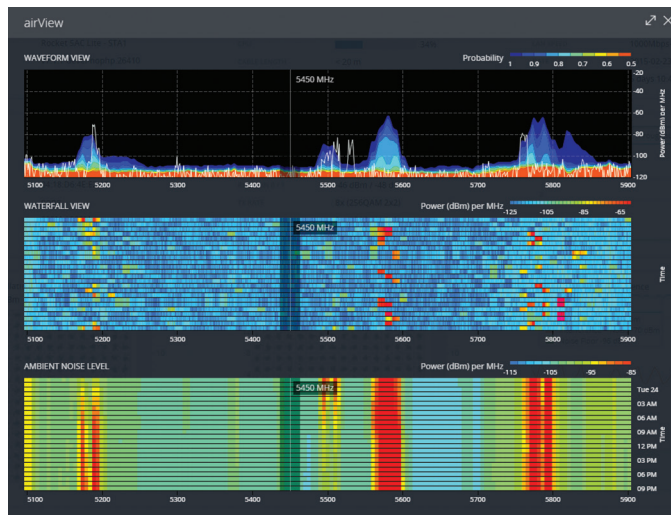 airView
WAVEFORM VIEW
Probability
1 0.9 0.8 0.7 0.6 0.5
5450 MHz
-20
-40
-60
-80
-100
-120
Power (dBm) per MHz
5100 5200 5300 5400 5500 5600 5700 5800 5900
WATERFALL VIEW
Power (dBm) per MHz
-125 -105 -85 -65
5450 MHz
Time
5100 5200 5300 5400 5500 5600 5700 5800 5900
AMBIENT NOISE LEVEL
Power (dBm) per MHz
-115 -105 -95 -85
5450 MHz
Tue 24
03 AM
06 AM
09 AM
12 PM
03 PM
06 PM
09 PM
Time
5100 5200 5300 5400 5500 5600 5700 5800 5900